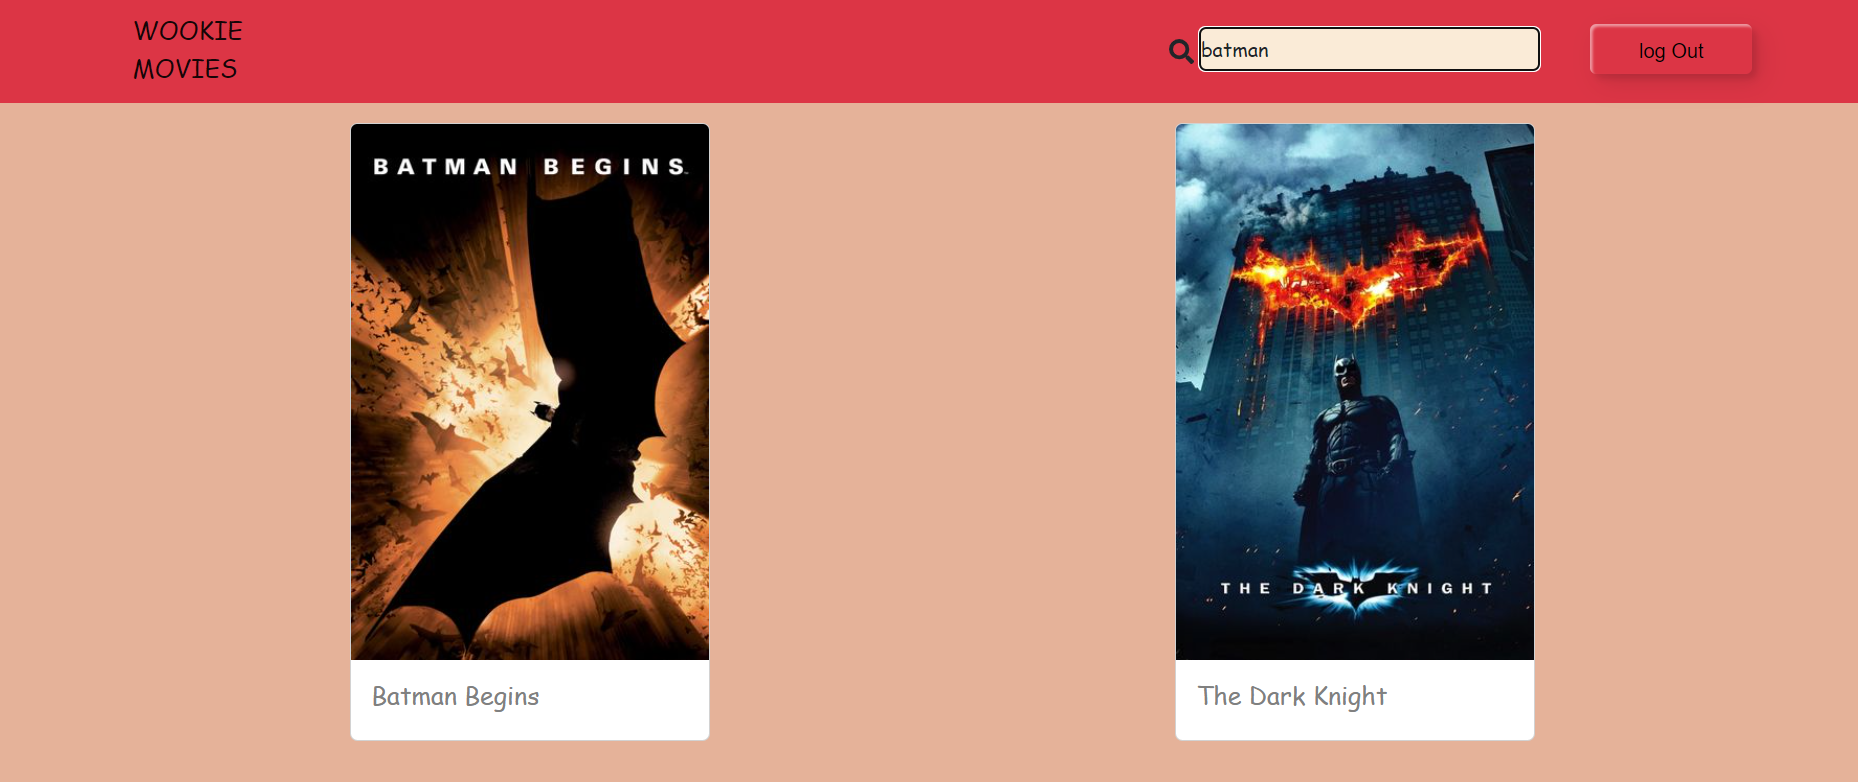 WOOKIE
MOVIES
batman
log Out
BATMAN BEGINS
THE DARK KNIGHT
Batman Begins
The Dark Knight